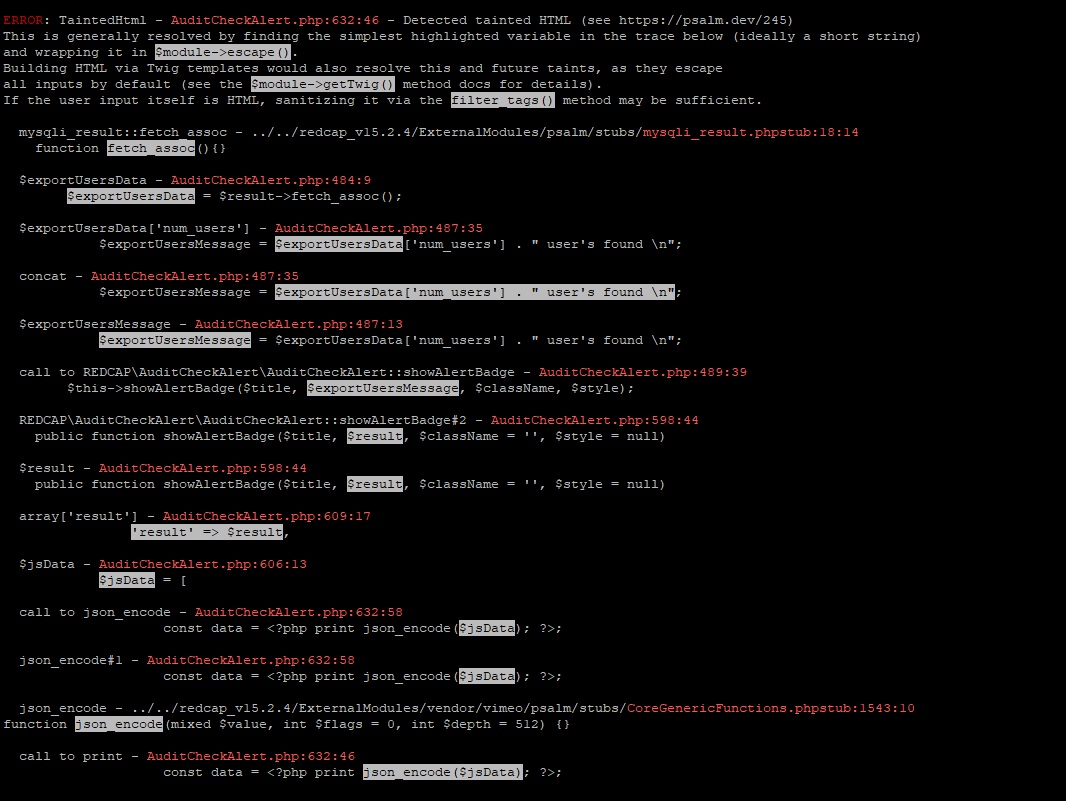 ERROR: TaintedHtml - AuditCheckAlert.php:632:46 - Detected tainted HTML (see https://psalm.dev/245)
This is generally resolved by finding the simplest highlighted variable in the trace below (ideally a short string)
and wrapping it in $module->escape().
Building HTML via Twig templates would also resolve this and future taints, as they escape
all inputs by default (see the $module->getTwig() method docs for details).
If the user input itself is HTML, sanitizing it via the filter_tags() method may be sufficient.
mysqli_result::fetch_assoc - ../../redcap_v15.2.4/ExternalModules/psalm/stubs/mysqli_result.phpstub:18:14
function fetch_assoc(){}
$exportUsersData - AuditCheckAlert.php:484:9
$exportUsersData = $result->fetch_assoc();
$exportUsersData['num_users'] - AuditCheckAlert.php:487:35
$exportUsersMessage = $exportUsersData['num_users'] . " user's found \n";
concat - AuditCheckAlert.php:487:35
$exportUsersMessage = $exportUsersData['num_users'] . " user's found \n";
$exportUsersMessage - AuditCheckAlert.php:487:13
$exportUsersMessage = $exportUsersData['num_users'] . " user's found \n";
call to REDCAP\AuditCheckAlert\AuditCheckAlert::showAlertBadge - AuditCheckAlert.php:489:39
$this->showAlertBadge($title, $exportUsersMessage, $className, $style);
REDCAP\AuditCheckAlert\AuditCheckAlert::showAlertBadge#2 - AuditCheckAlert.php:598:44
public function showAlertBadge($title, $result, $className = '', $style = null)
$result - AuditCheckAlert.php:598:44
public function showAlertBadge($title, $result, $className = '', $style = null)
array['result'] - AuditCheckAlert.php:609:17
'result' => $result,
$jsData - AuditCheckAlert.php:606:13
$jsData = [
call to json_encode - AuditCheckAlert.php:632:58
const data = <?php print json_encode($jsData); ?>;
json_encode#1 - AuditCheckAlert.php:632:58
const data = <?php print json_encode($jsData); ?>;
json_encode - ../../redcap_v15.2.4/ExternalModules/vendor/vimeo/psalm/stubs/CoreGenericFunctions.phpstub:1543:10
function json_encode(mixed $value, int $flags = 0, int $depth = 512) {}
call to print - AuditCheckAlert.php:632:46
const data = <?php print json_encode($jsData); ?>;